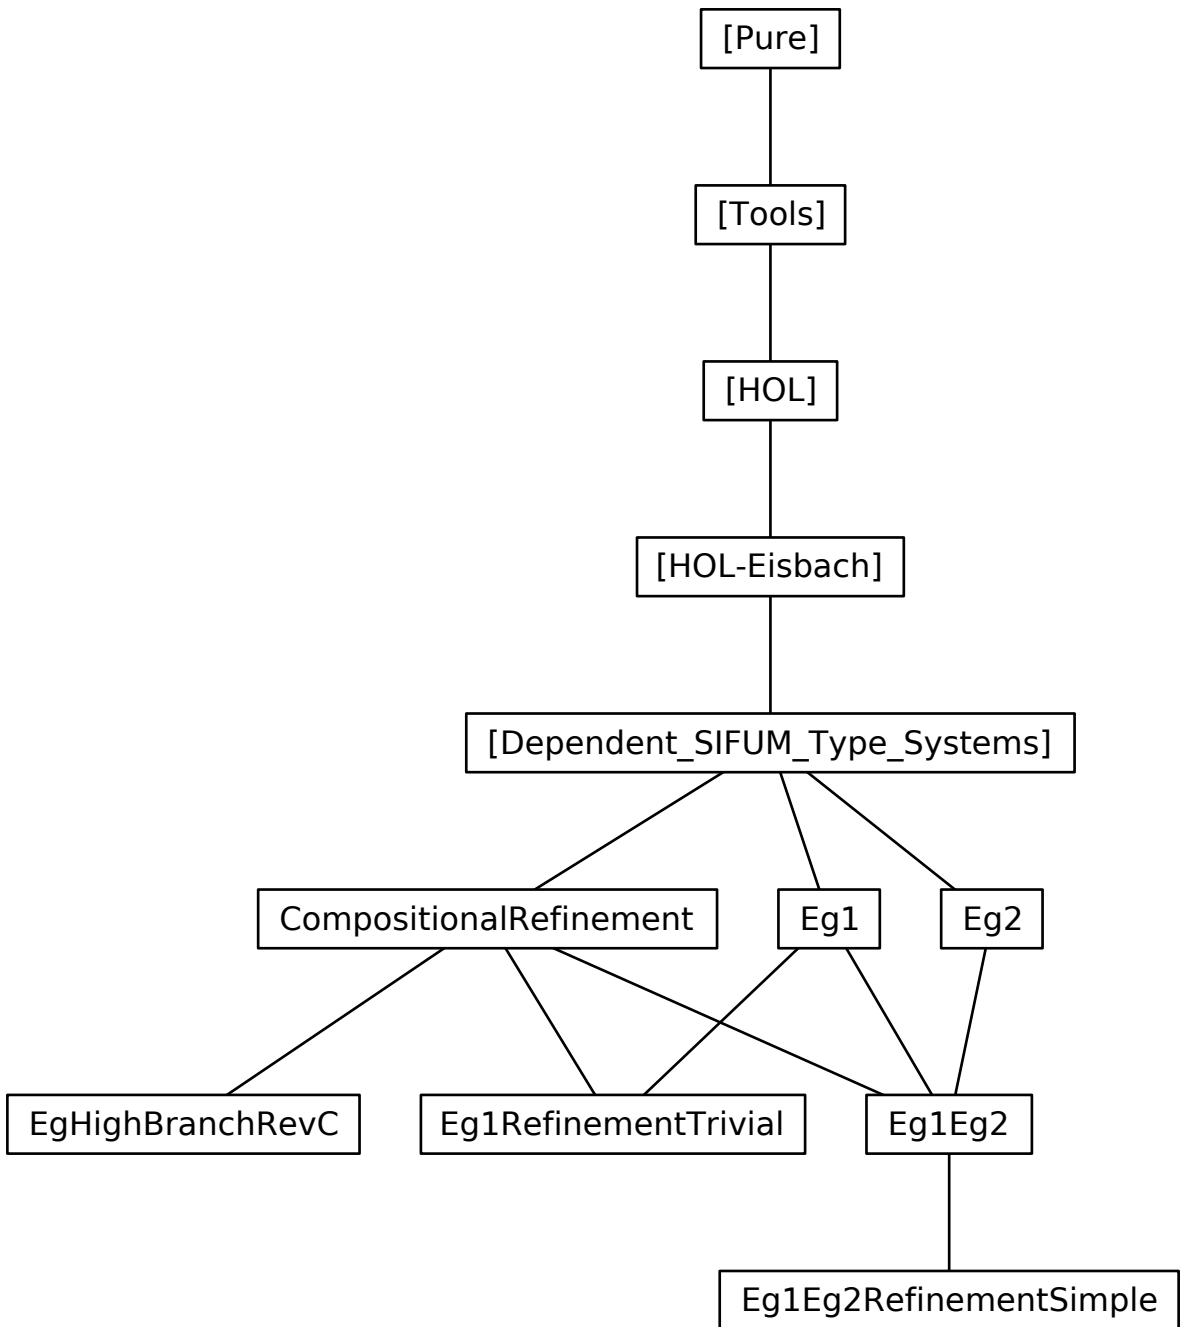 [Pure]
[Tools]
[HOL]
[HOL-Eisbach]
[Dependent_SIFUM_Type_Systems]
CompositionalRefinement
Eg1
Eg2
EgHighBranchRevC
Eg1RefinementTrivial
Eg1Eg2
Eg1Eg2RefinementSimple